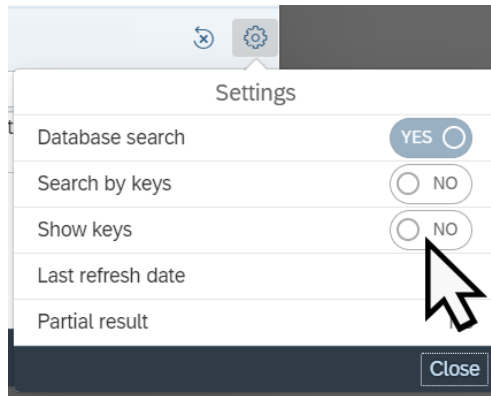 Settings
Database search YES
Search by keys NO
Show keys NO
Last refresh date
Partial result
Close